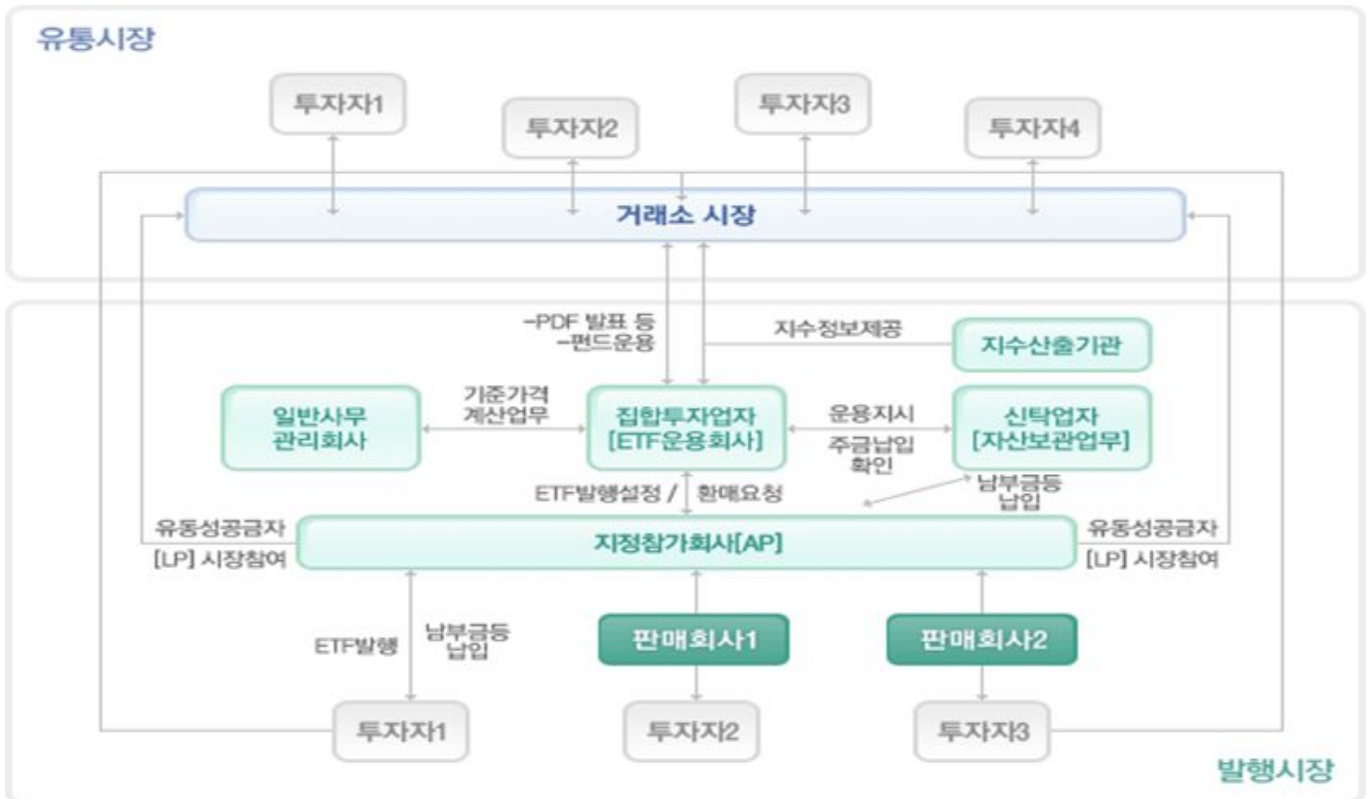 유통시장
투자자1
투자자2
투자자3
투자자4
거래소 시장
-PDF 발표 등
-펀드운용
지수정보제공
지수산출기관
일반사무
관리회사
기준가격
계산업무
집합투자업자
[ETF운용회사]
운용지시
주금납입
확인
신탁업자
[자산보관업무]
ETF발행설정 / 환매요청
남부금등
납입
유동성공급자
[LP] 시장참여
지정참가회사[AP]
유동성공급자
[LP] 시장참여
ETF발행
남부금등
납입
판매회사1
판매회사2
투자자1
투자자2
투자자3
발행시장